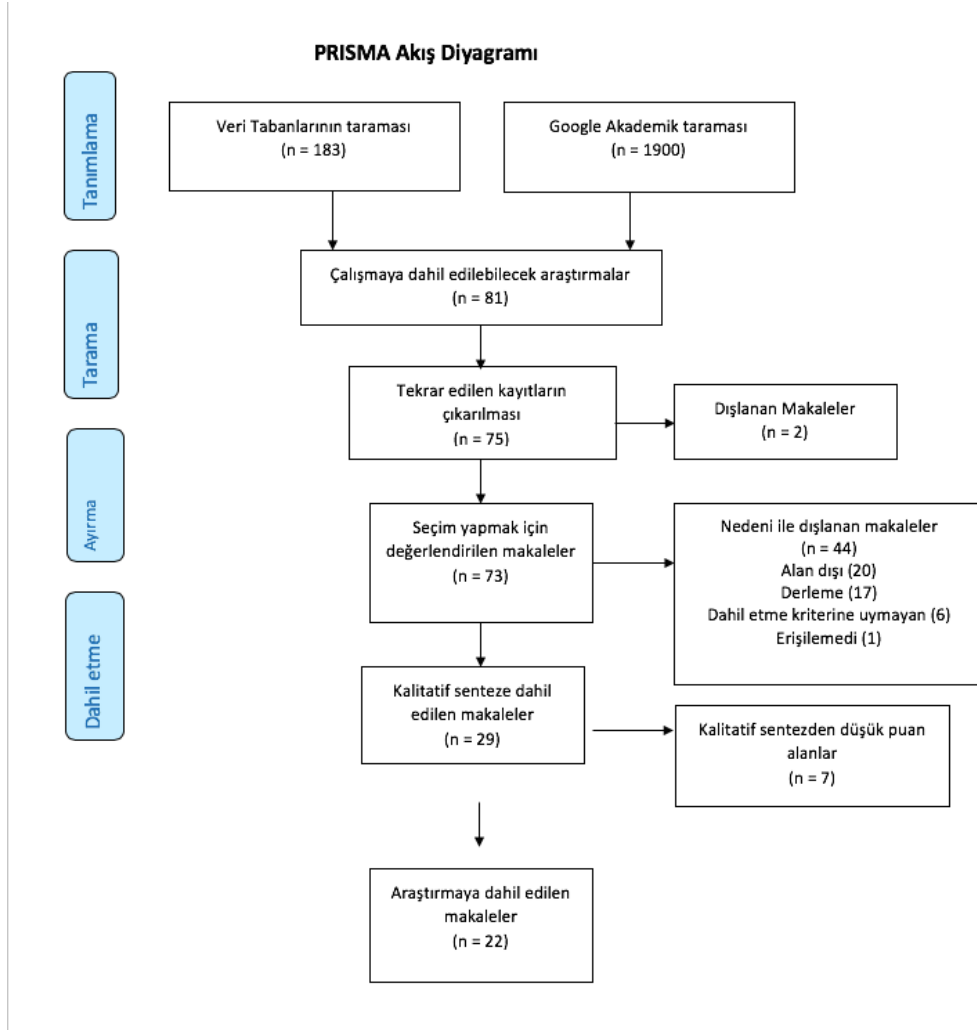 PRISMA Akış Diyagramı
Tanımlama
Veri Tabanlarının taraması
(n = 183)
Google Akademik taraması
(n = 1900)
Çalışmaya dahil edilebilecek araştırmalar
(n = 81)
Tarama
Tekrar edilen kayıtların
çıkarılması
(n = 75)
Dışlanan Makaleler
(n = 2)
Ayırma
Seçim yapmak için
değerlendirilen makaleler
(n = 73)
Nedeni ile dışlanan makaleler
(n = 44)
Alan dışı (20)
Derleme (17)
Dahil etme kriterine uymayan (6)
Erişilemedi (1)
Dahil etme
Kalitatif senteze dahil
edilen makaleler
(n = 29)
Kalitatif sentezden düşük puan
alanlar
(n = 7)
Araştırmaya dahil edilen
makaleler
(n = 22)